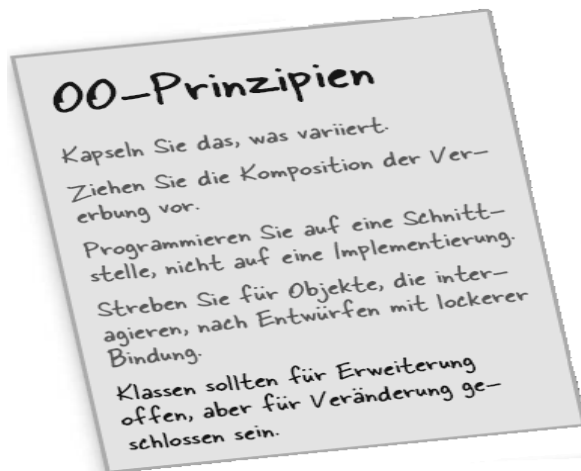 OO-Prinzipien
Kapseln Sie das, was variiert.
Ziehen Sie die Komposition der Ver-
erbung vor.
Programmieren Sie auf eine Schnitt-
stelle, nicht auf eine Implementierung.
Streben Sie für Objekte, die inter-
agieren, nach Entwürfen mit lockerer
Bindung.
Klassen sollten für Erweiterung
offen, aber für Veränderung ge-
schlossen sein.